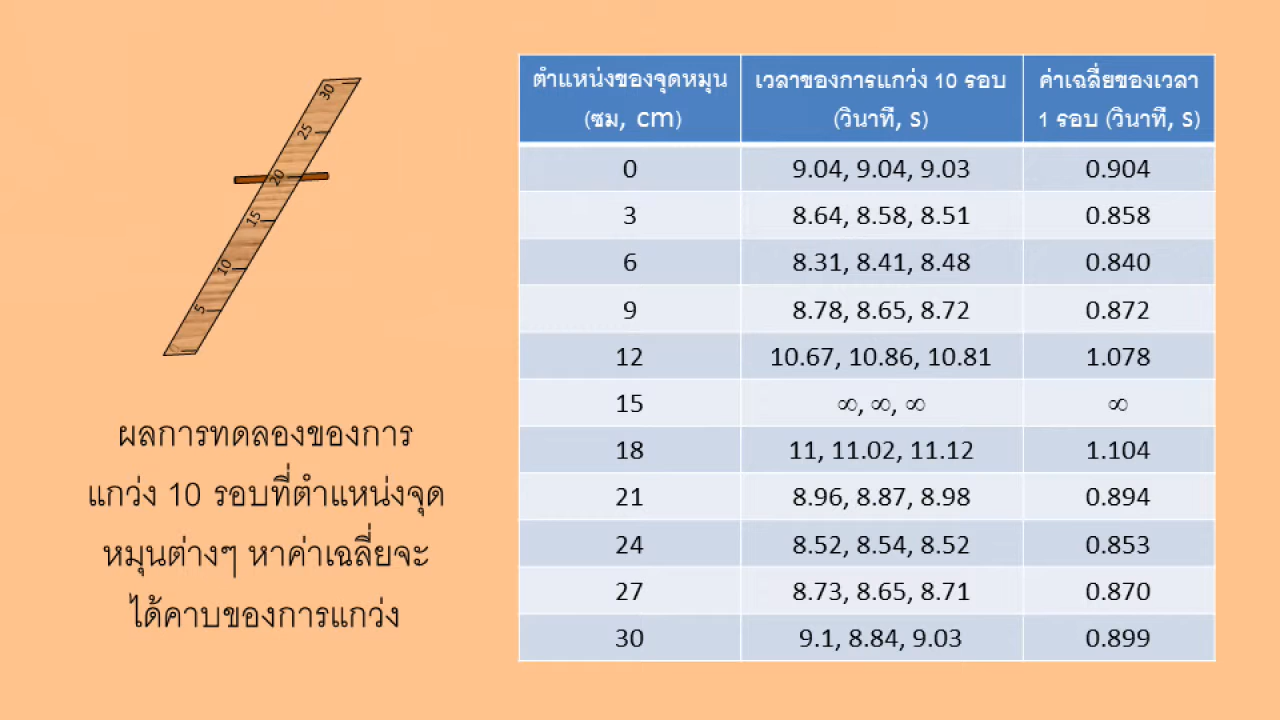 30
25
20
15
10
5
ผลการทดลองของการ
แกว่ง 10 รอบที่ตำแหน่งจุด
หมุนต่างๆ หาค่าเฉลี่ยจะ
ได้คาบของการแกว่ง
ตำแหน่งของจุดหมุน (ซม, cm) เวลาของการแกว่ง 10 รอบ (วินาที, s) ค่าเฉลี่ยของเวลา 1 รอบ (วินาที, s)
0 9.04, 9.04, 9.03 0.904
3 8.64, 8.58, 8.51 0.858
6 8.31, 8.41, 8.48 0.840
9 8.78, 8.65, 8.72 0.872
12 10.67, 10.86, 10.81 1.078
15 ∞, ∞, ∞ ∞
18 11, 11.02, 11.12 1.104
21 8.96, 8.87, 8.98 0.894
24 8.52, 8.54, 8.52 0.853
27 8.73, 8.65, 8.71 0.870
30 9.1, 8.84, 9.03 0.899